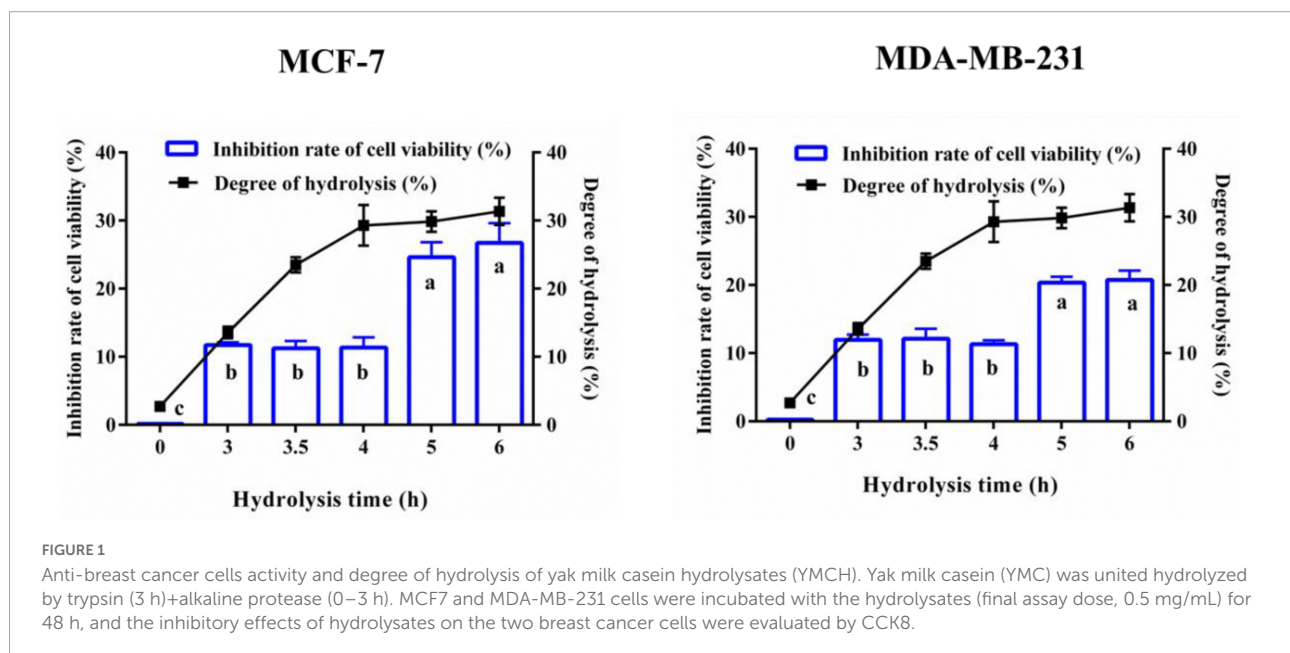 MCF-7
Inhibition rate of cell viability (%)
Degree of hydrolysis (%)
Inhibition rate of cell viability (%)
40
30
20
10
0
c
b
b
b
a
a
40
30
20
10
0
Degree of hydrolysis
(%)
0 3 3.5 4 5 6
Hydrolysis time (h)
MDA-MB-231
Inhibition rate of cell viability (%)
Degree of hydrolysis (%)
Inhibition rate of cell viability (%)
40
30
20
10
0
c
b
b
b
a
a
40
30
20
10
0
Degree of hydrolysis
(%)
0 3 3.5 4 5 6
Hydrolysis time (h)
FIGURE 1
Anti-breast cancer cells activity and degree of hydrolysis of yak milk casein hydrolysates (YMCH). Yak milk casein (YMC) was united hydrolyzed
by trypsin (3 h)+alkaline protease (0–3 h). MCF7 and MDA-MB-231 cells were incubated with the hydrolysates (final assay dose, 0.5 mg/mL) for
48 h, and the inhibitory effects of hydrolysates on the two breast cancer cells were evaluated by CCK8.